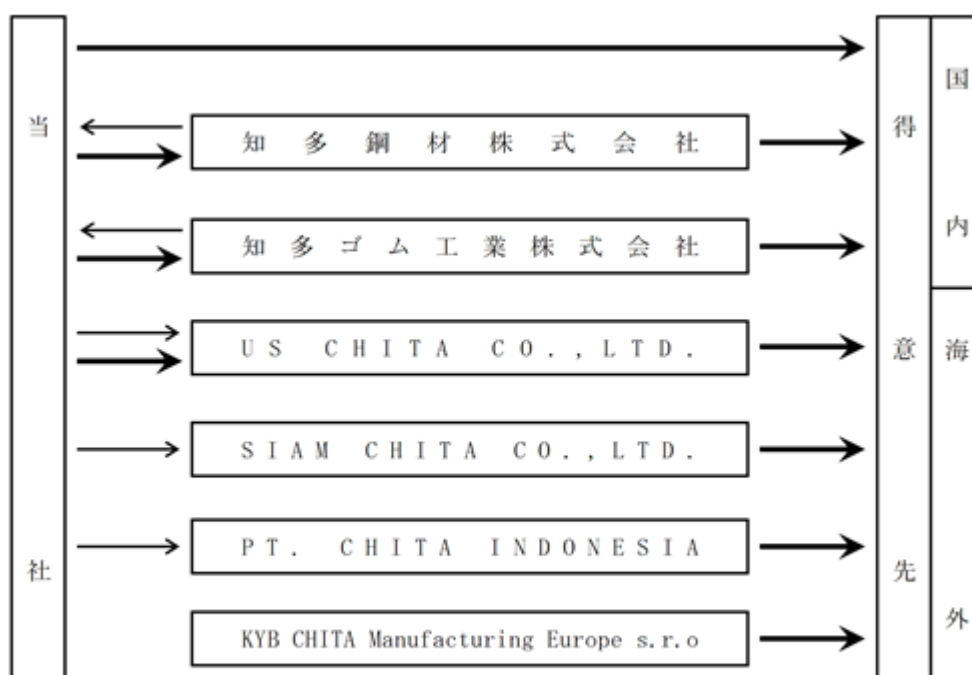 当社
知多鋼材株式会社
知多ゴム工業株式会社
US CHITA CO.,LTD.
SIAM CHITA CO.,LTD.
PT. CHITA INDONESIA
KYB CHITA Manufacturing Europe s.r.o
得意先
国内
海外